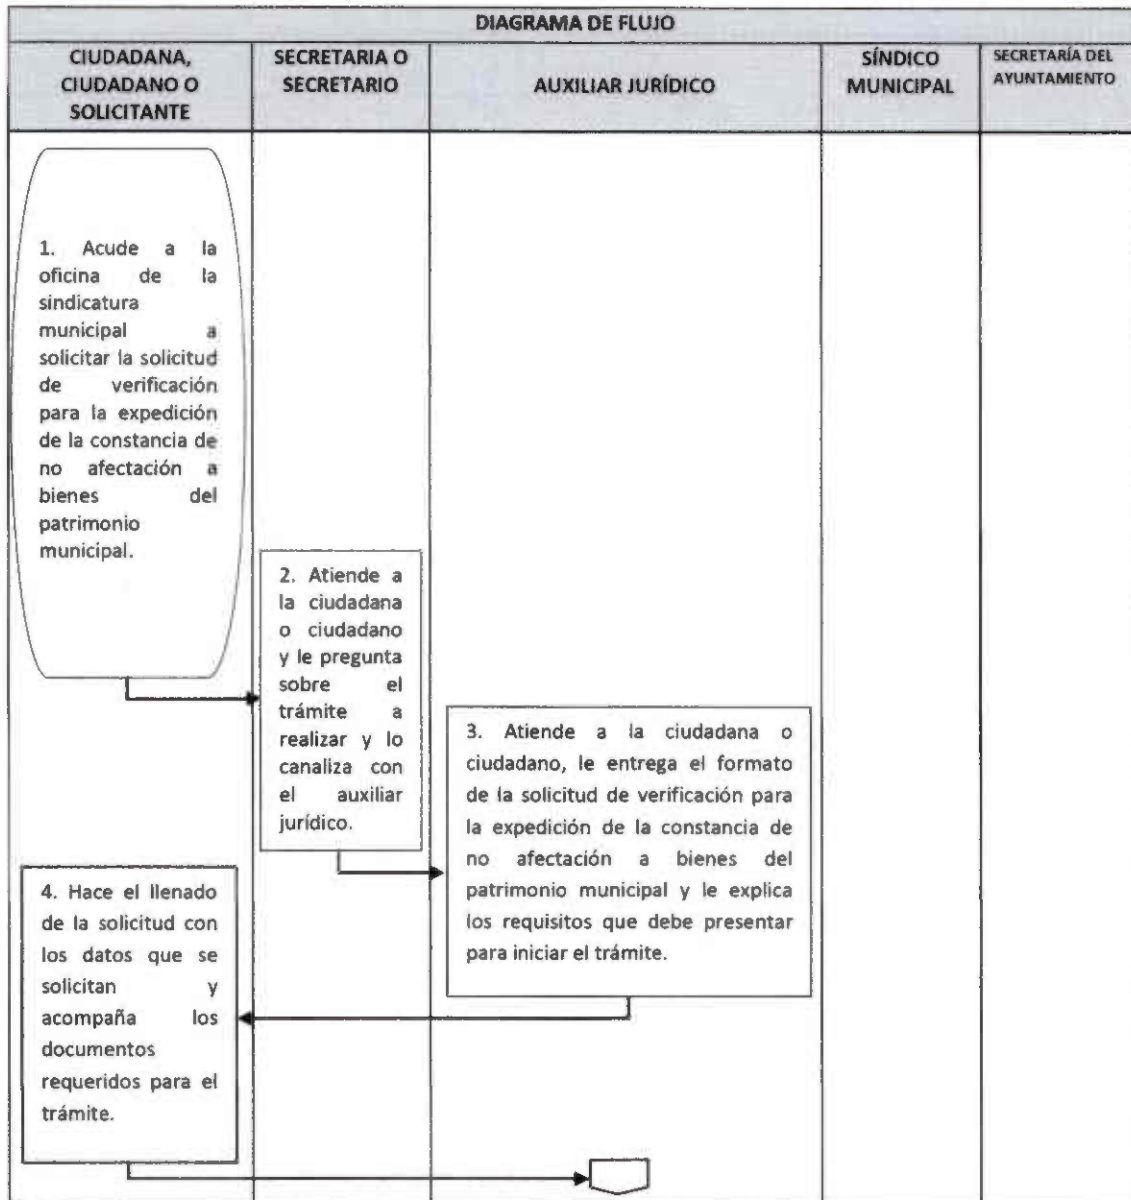 DIAGRAMA DE FLUJO
CIUDADANA,
CIUDADANO O
SOLICITANTE
SECRETARIA O
SECRETARIO
AUXILIAR JURÍDICO
SÍNDICO
MUNICIPAL
SECRETARÍA DEL
AYUNTAMIENTO
1. Acude a la
oficina de la
sindicatura
municipal a
solicitar la solicitud
de verificación
para la expedición
de la constancia de
no afectación a
bienes del
patrimonio
municipal.
2. Atiende a
la ciudadana
o ciudadano
y le pregunta
sobre el
trámite a
realizar y lo
canaliza con
el auxiliar
jurídico.
3. Atiende a la ciudadana o
ciudadano, le entrega el formato
de la solicitud de verificación para
la expedición de la constancia de
no afectación a bienes del
patrimonio municipal y le explica
los requisitos que debe presentar
para iniciar el trámite.
4. Hace el llenado
de la solicitud con
los datos que se
solicitan y
acompaña los
documentos
requeridos para el
trámite.